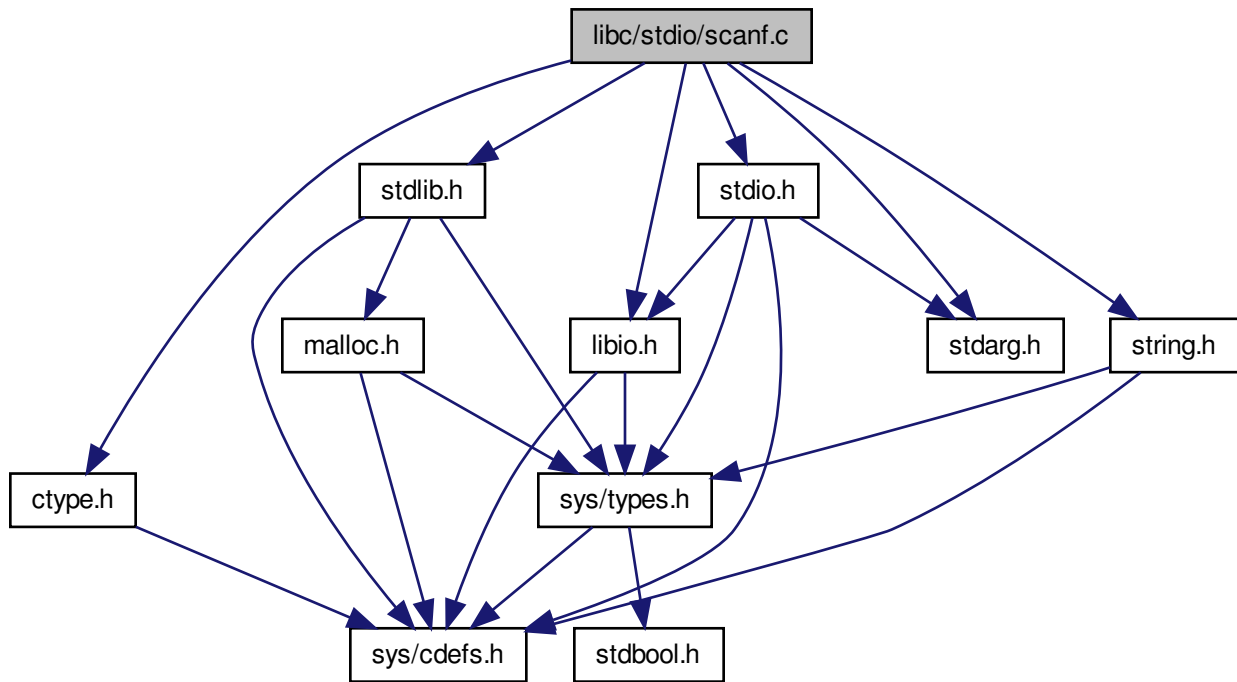 libc/stdio/scanf.c
stdlib.h
stdio.h
malloc.h
libio.h
stdarg.h
string.h
ctype.h
sys/types.h
sys/cdefs.h
stdbool.h